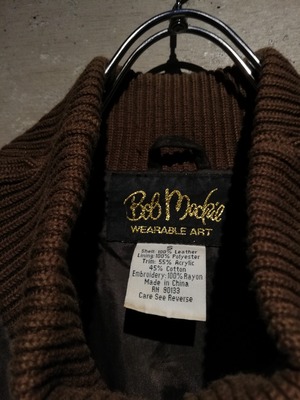 Bob Mackie
WEARABLE ART
S
Shell: 100% Leather
Lining: 100% Polyester
Trim: 55% Acrylic
45% Cotton
Embroidery: 100% Rayon
Made in China
RN 90133
Care See Reverse